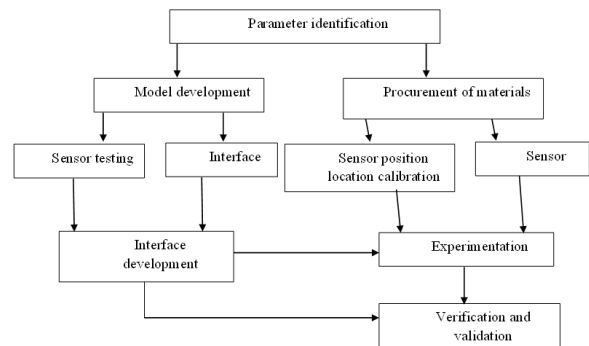 Parameter identification
Model development
Procurement of materials
Sensor testing
Interface
Sensor position
location calibration
Sensor
Interface
development
Experimentation
Verification and
validation